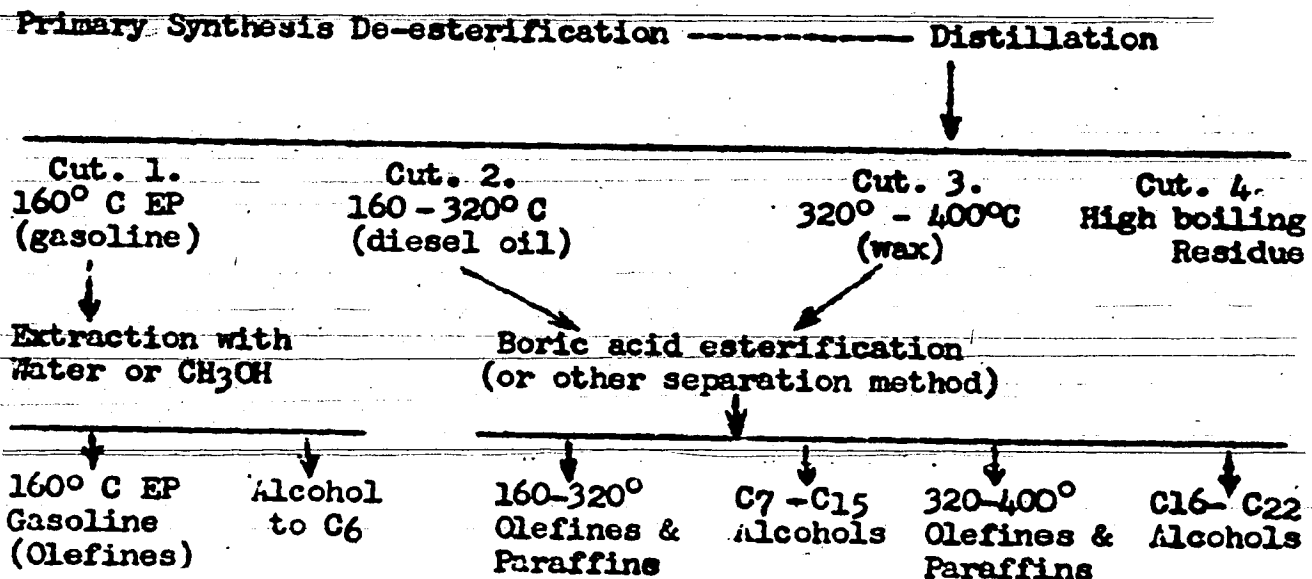 Primary Synthesis De-esterification ---------- Distillation
Cut. 1.
160° C EP
(gasoline)
Cut. 2.
160-320° C
(diesel oil)
Cut. 3.
320° - 400°C
(wax)
Cut. 4.
High boiling
Residue
Extraction with
Water or CH3OH
Boric acid esterification
(or other separation method)
160° C EP
Gasoline
(Olefines)
Alcohol
to C6
160-320°
Olefines &
Paraffins
C7 -C15
Alcohols
320-400°
Olefines &
Paraffins
C16- C22
Alcohols